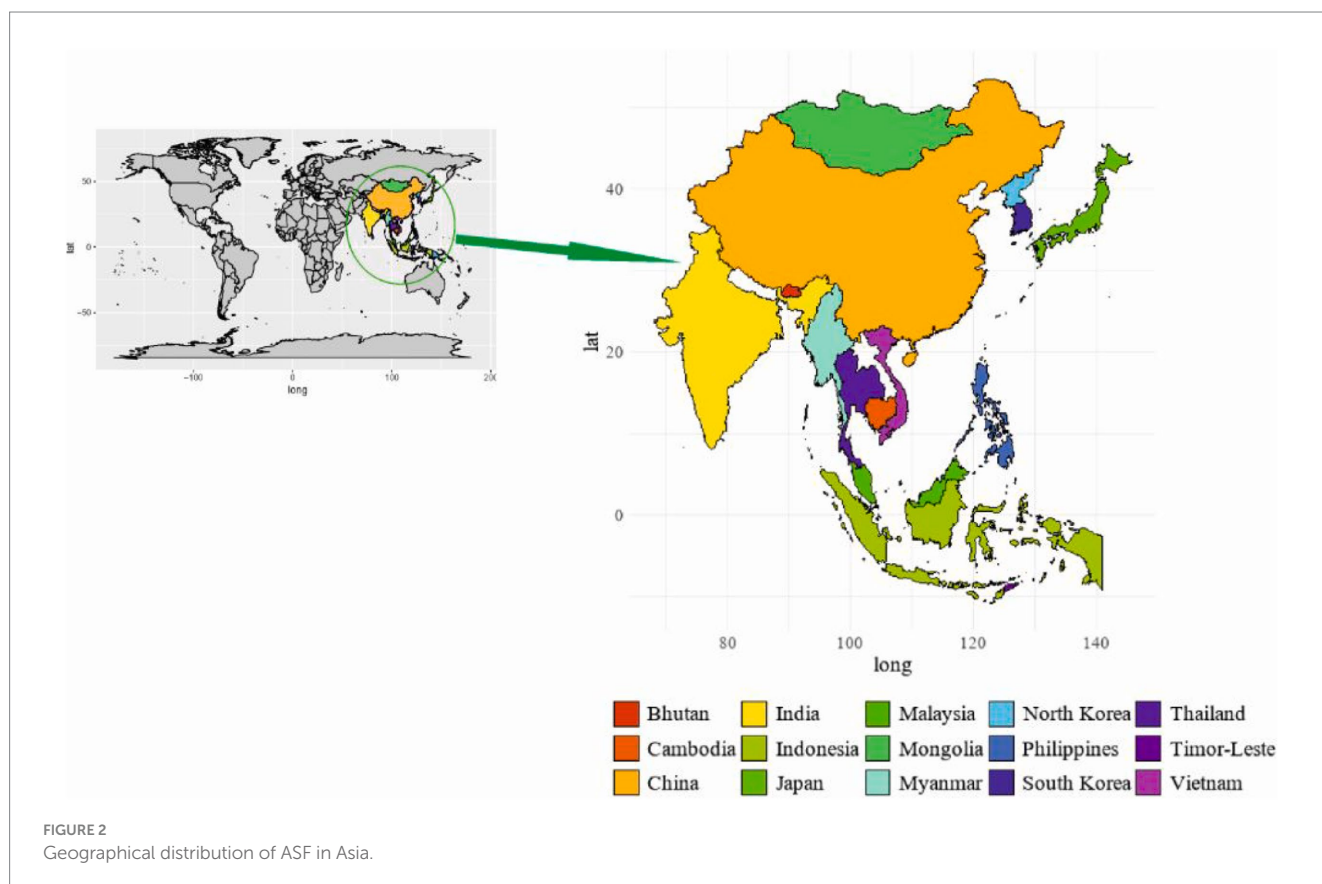 50
0
−50
lat
−100
0
100
200
long
40
20
0
lat
80
100
120
140
long
Bhutan India Malaysia North Korea Thailand
Cambodia Indonesia Mongolia Philippines Timor-Leste
China Japan Myanmar South Korea Vietnam
FIGURE 2
Geographical distribution of ASF in Asia.